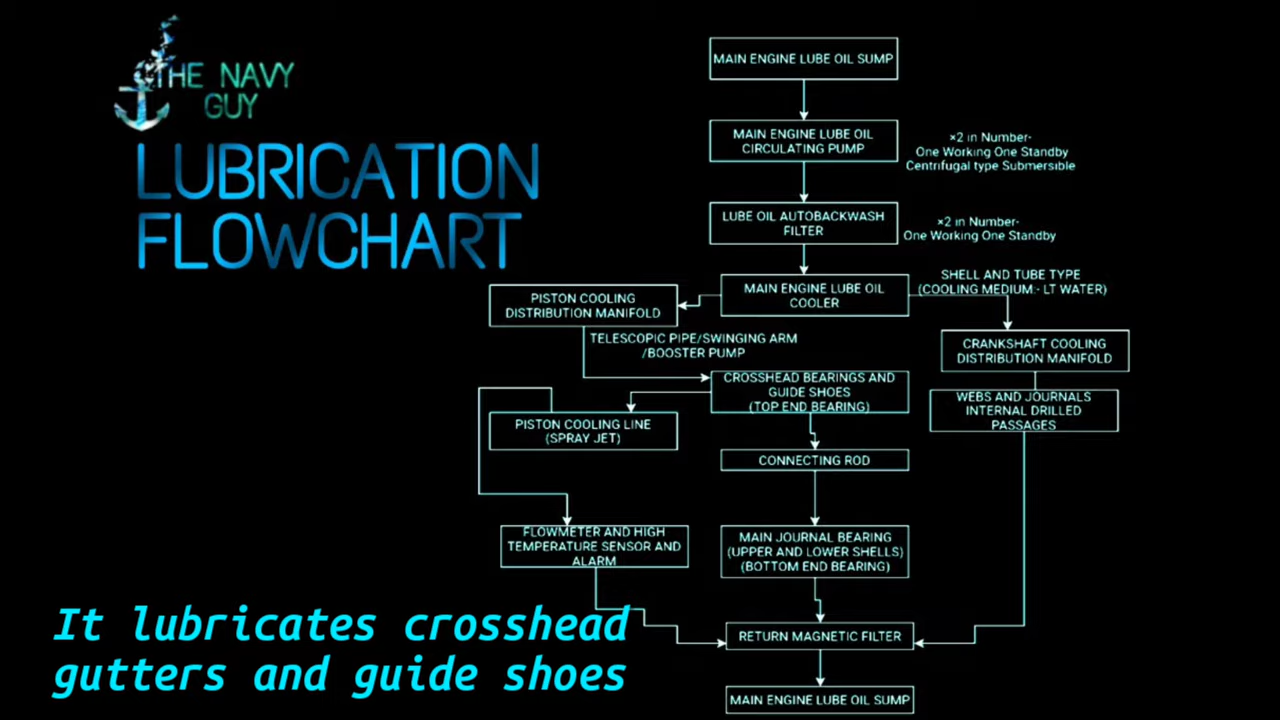 THE NAVY
GUY
LUBRICATION
FLOWCHART
MAIN ENGINE LUBE OIL SUMP
MAIN ENGINE LUBE OIL
CIRCULATING PUMP
×2 in Number-
One Working One Standby
Centrifugal type Submersible
LUBE OIL AUTOBACKWASH
FILTER
×2 in Number-
One Working One Standby
MAIN ENGINE LUBE OIL
COOLER
SHELL AND TUBE TYPE
(COOLING MEDIUM:- LT WATER)
PISTON COOLING
DISTRIBUTION MANIFOLD
TELESCOPIC PIPE/SWINGING ARM
/BOOSTER PUMP
CRANKSHAFT COOLING
DISTRIBUTION MANIFOLD
CROSSHEAD BEARINGS AND
GUIDE SHOES
(TOP END BEARING)
WEBS AND JOURNALS
INTERNAL DRILLED
PASSAGES
PISTON COOLING LINE
(SPRAY JET)
CONNECTING ROD
FLOWMETER AND HIGH
TEMPERATURE SENSOR AND
ALARM
MAIN JOURNAL BEARING
(UPPER AND LOWER SHELLS)
(BOTTOM END BEARING)
RETURN MAGNETIC FILTER
MAIN ENGINE LUBE OIL SUMP
It lubricates crosshead
gutters and guide shoes